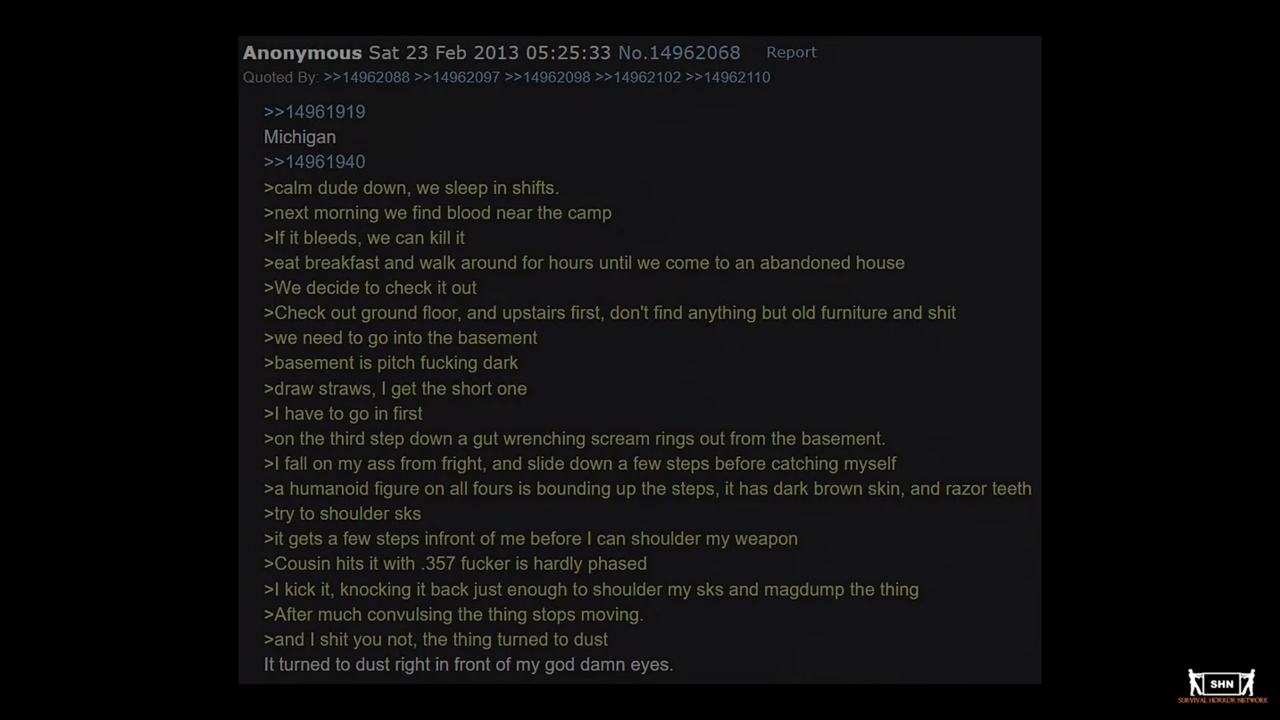 Anonymous Sat 23 Feb 2013 05:25:33 No.14962068 Report
Quoted By: >>14962088 >>14962097 >>14962098 >>14962102 >>14962110
>>14961919
Michigan
>>14961940
>calm dude down, we sleep in shifts.
>next morning we find blood near the camp
>If it bleeds, we can kill it
>eat breakfast and walk around for hours until we come to an abandoned house
>We decide to check it out
>Check out ground floor, and upstairs first, don't find anything but old furniture and shit
>we need to go into the basement
>basement is pitch fucking dark
>draw straws, I get the short one
>I have to go in first
>on the third step down a gut wrenching scream rings out from the basement.
>I fall on my ass from fright, and slide down a few steps before catching myself
>a humanoid figure on all fours is bounding up the steps, it has dark brown skin, and razor teeth
>try to shoulder sks
>it gets a few steps infront of me before I can shoulder my weapon
>Cousin hits it with .357 fucker is hardly phased
>I kick it, knocking it back just enough to shoulder my sks and magdump the thing
>After much convulsing the thing stops moving.
>and I shit you not, the thing turned to dust
It turned to dust right in front of my god damn eyes.
SHN
SURVIVAL HORROR NETWORK